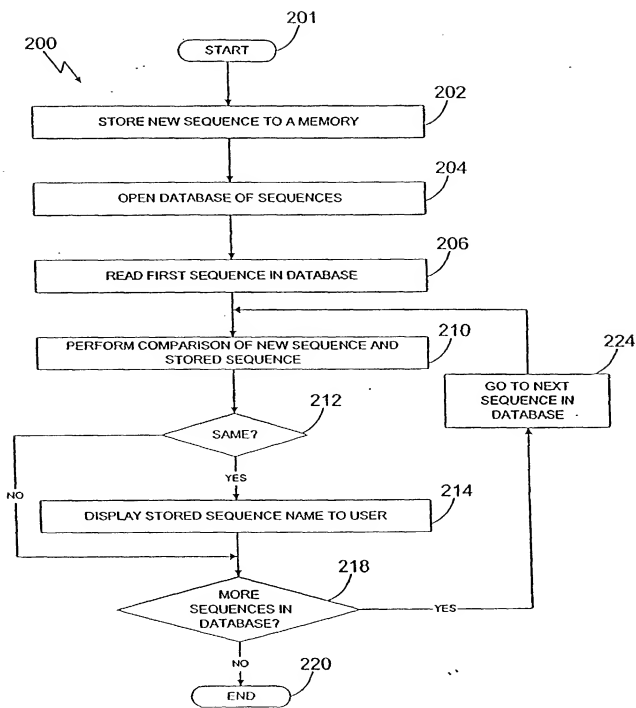 201
200
START
202
STORE NEW SEQUENCE TO A MEMORY
204
OPEN DATABASE OF SEQUENCES
206
READ FIRST SEQUENCE IN DATABASE
210
PERFORM COMPARISON OF NEW SEQUENCE AND
STORED SEQUENCE
224
GO TO NEXT
SEQUENCE IN
DATABASE
212
SAME?
YES
NO
214
DISPLAY STORED SEQUENCE NAME TO USER
218
MORE
SEQUENCES IN
DATABASE?
YES
NO
220
END